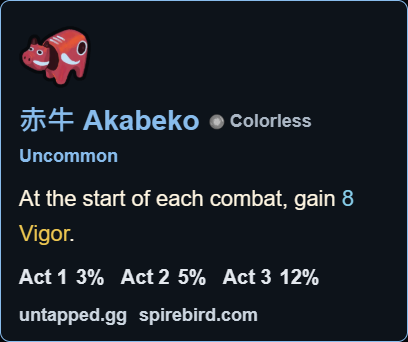 赤牛 Akabeko Colorless
Uncommon
At the start of each combat, gain 8
Vigor.
Act 1 3% Act 2 5% Act 3 12%
untapped.gg spirebird.com